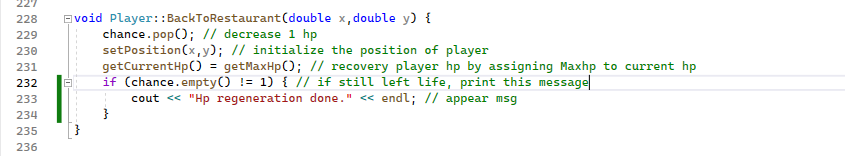 227
228 void Player::BackToRestaurant(double x,double y) {
229 chance.pop(); // decrease 1 hp
230 setPosition(x,y); // initialize the position of player
231 getCurrentHp() = getMaxHp(); // recovery player hp by assigning Maxhp to current hp
232 if (chance.empty() != 1) { // if still left life, print this message
233 cout << "Hp regeneration done." << endl; // appear msg
234 }
235 }
236